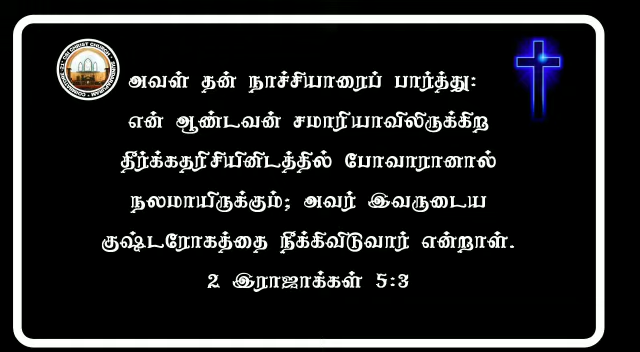 அவள் தன் நாச்சியாரைப் பார்த்து:
என் ஆண்டவன் சமாரியாவிலிருக்கிற
தீர்க்கதரிசியினிடத்தில் போவாரானால்
நலமாயிருக்கும்; அவர் இவருடைய
குஷ்டரோகத்தை நீக்கிவிடுவார் என்றாள்.
2 இராஜாக்கள் 5:3